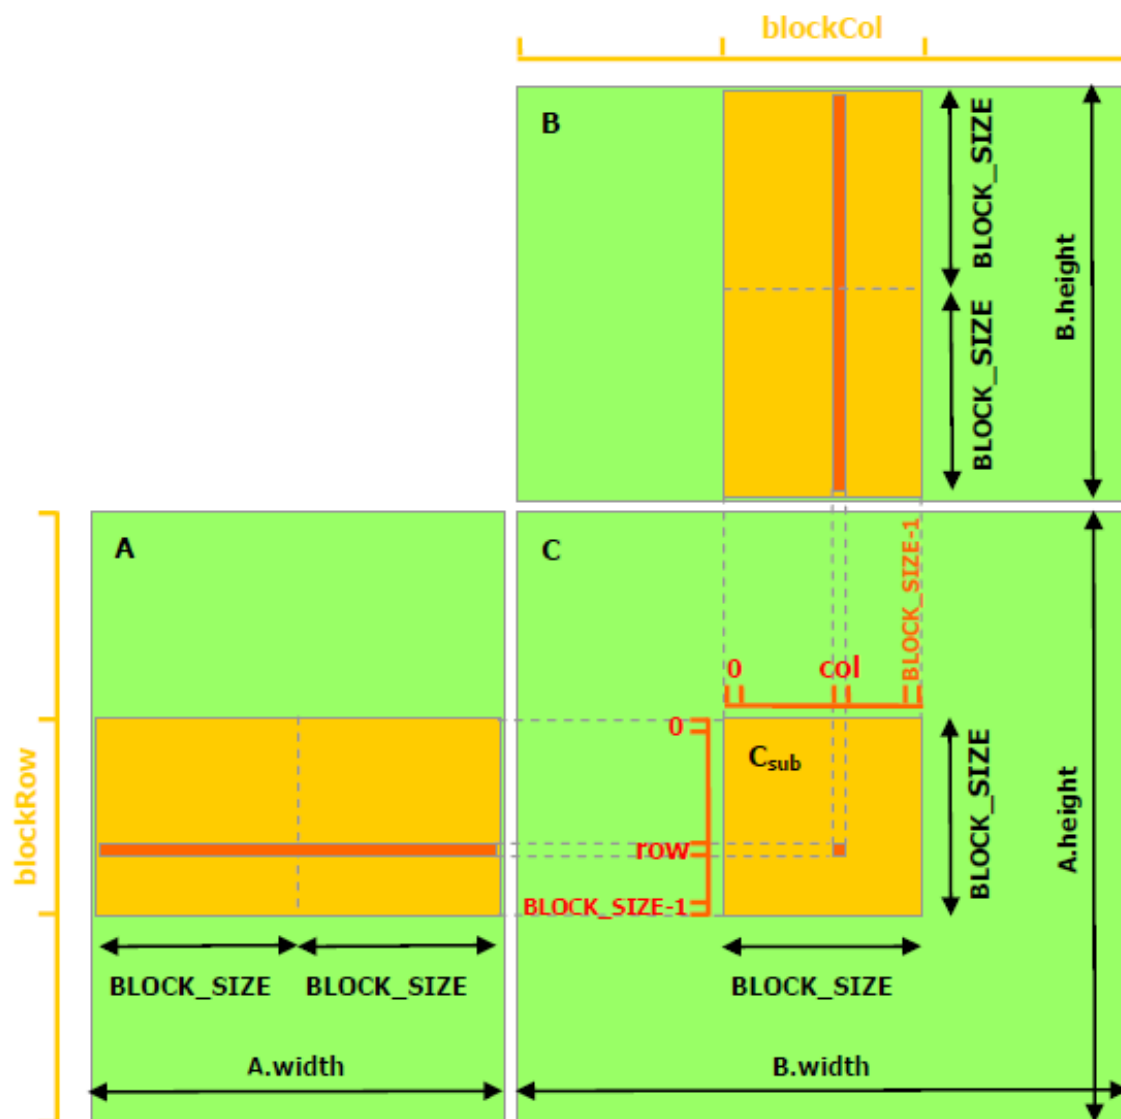 blockCol
B
BLOCK_SIZE
BLOCK_SIZE
B.height
A
C
BLOCK_SIZE-1
0
col
blockRow
0
Csub
row
BLOCK_SIZE-1
BLOCK_SIZE
A.height
BLOCK_SIZE
BLOCK_SIZE
BLOCK_SIZE
A.width
B.width